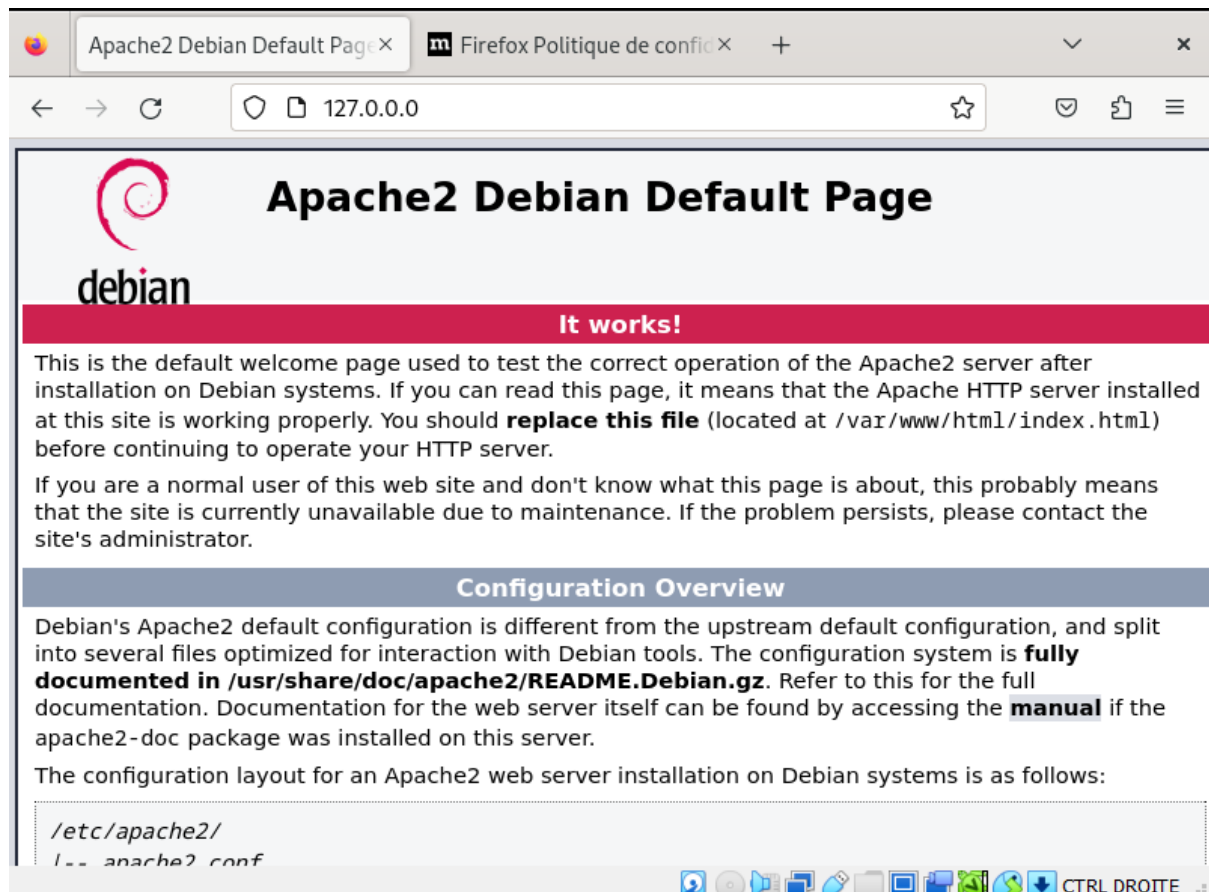 Apache2 Debian Default Page
Firefox Politique de confid
127.0.0.0
debian
Apache2 Debian Default Page
It works!
This is the default welcome page used to test the correct operation of the Apache2 server after
installation on Debian systems. If you can read this page, it means that the Apache HTTP server installed
at this site is working properly. You should replace this file (located at /var/www/html/index.html)
before continuing to operate your HTTP server.
If you are a normal user of this web site and don't know what this page is about, this probably means
that the site is currently unavailable due to maintenance. If the problem persists, please contact the
site's administrator.
Configuration Overview
Debian's Apache2 default configuration is different from the upstream default configuration, and split
into several files optimized for interaction with Debian tools. The configuration system is fully
documented in /usr/share/doc/apache2/README.Debian.gz. Refer to this for the full
documentation. Documentation for the web server itself can be found by accessing the manual if the
apache2-doc package was installed on this server.
The configuration layout for an Apache2 web server installation on Debian systems is as follows:
/etc/apache2/
|-- apache2.conf
CTRL DROITE